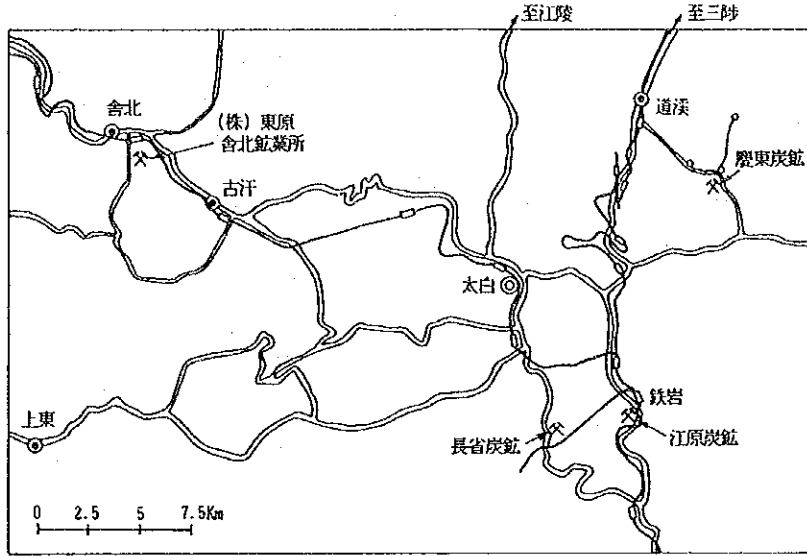 至江陵
至三陟
道渓
舎北
(株) 東原
舎北鉱業所
慶東炭鉱
古汗
太白
鉄岩
上東
長省炭鉱
江原炭鉱
0 2.5 5 7.5Km